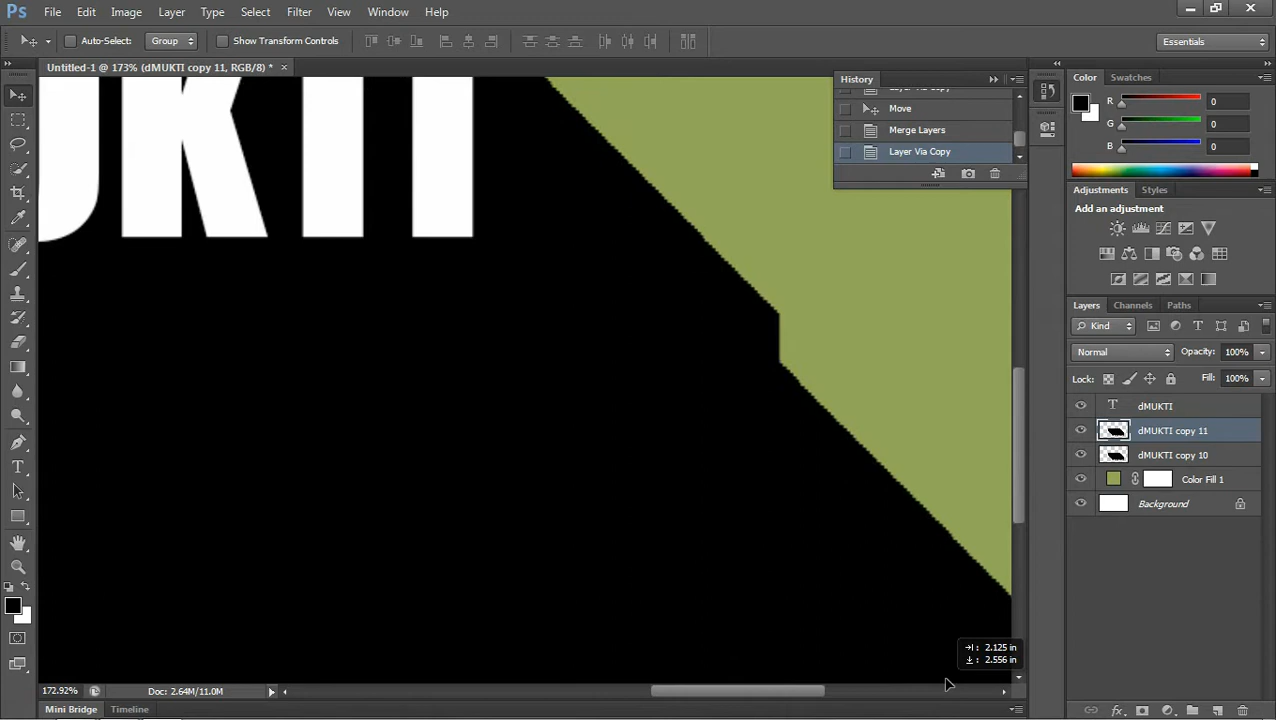 Ps File Edit Image Layer Type Select Filter View Window Help
Auto-Select: Group Show Transform Controls Essentials
Untitled-1 @ 173% (dMUKTI copy 11, RGB/8) * ×
UKTI
History
Move
Merge Layers
Layer Via Copy
Color Swatches
R 0
G 0
B 0
Adjustments Styles
Add an adjustment
Layers Channels Paths
Kind
Normal Opacity: 100%
Lock: Fill: 100%
T dMUKTI
dMUKTI copy 11
dMUKTI copy 10
Color Fill 1
Background
2.125 in
2.556 in
172.92% Doc: 2.64M/11.0M
Mini Bridge Timeline